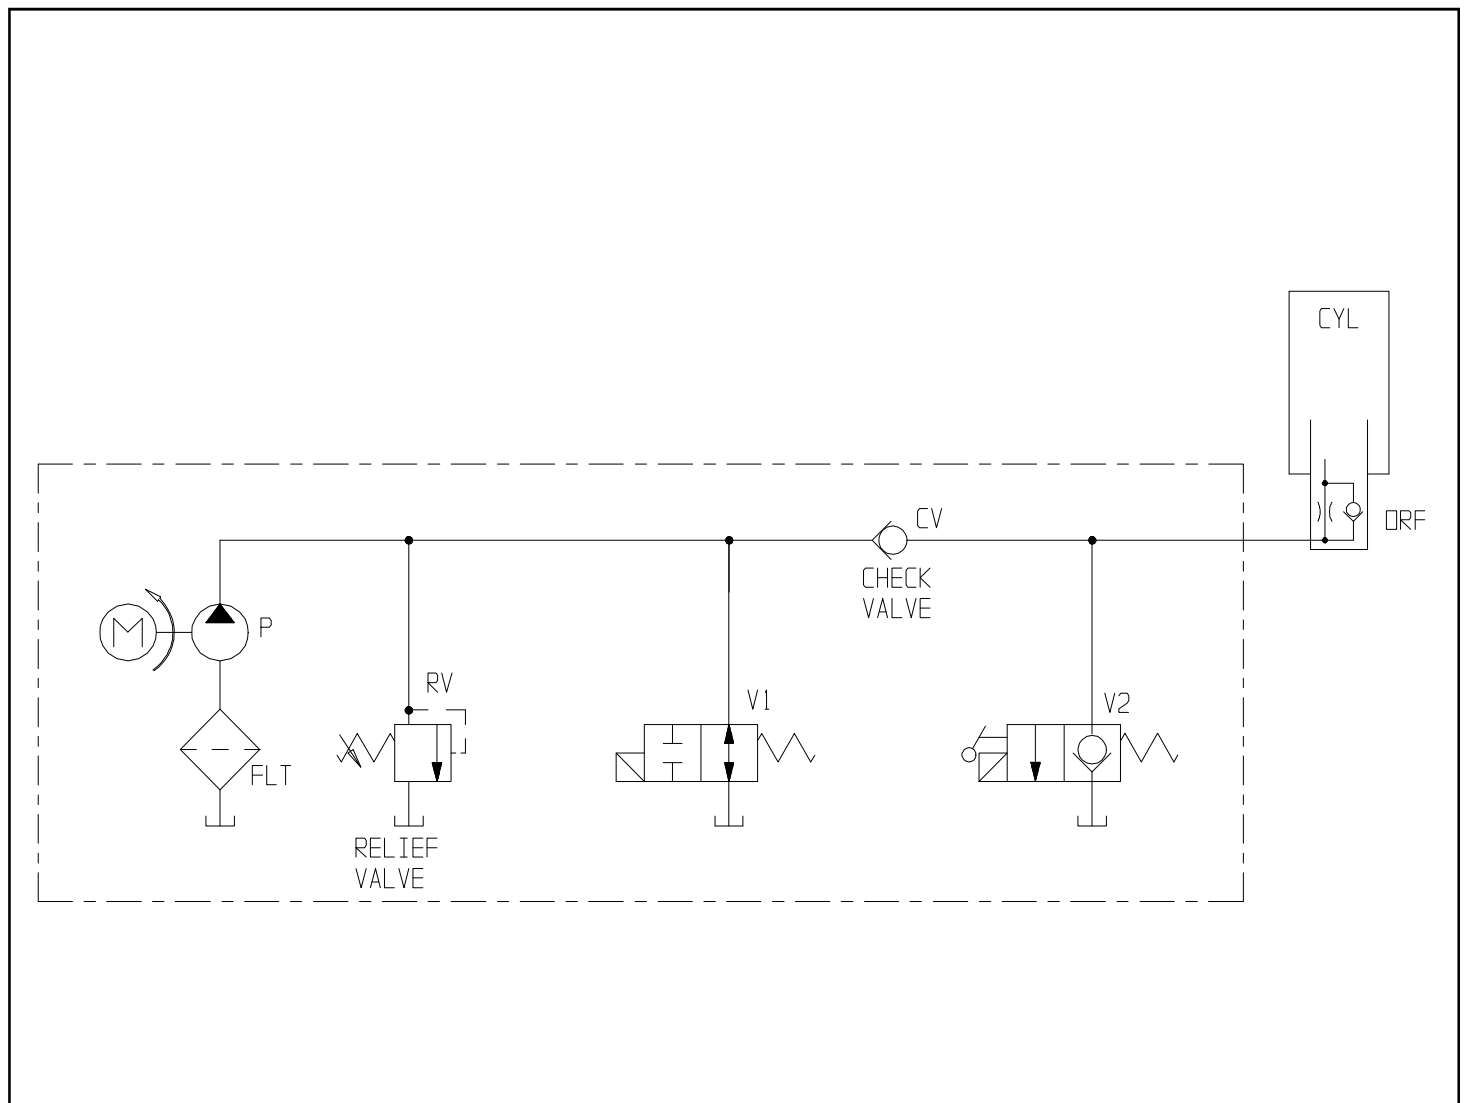 CYL
ORF
CV
CHECK
VALVE
M
P
RV
V1
V2
FLT
RELIEF
VALVE